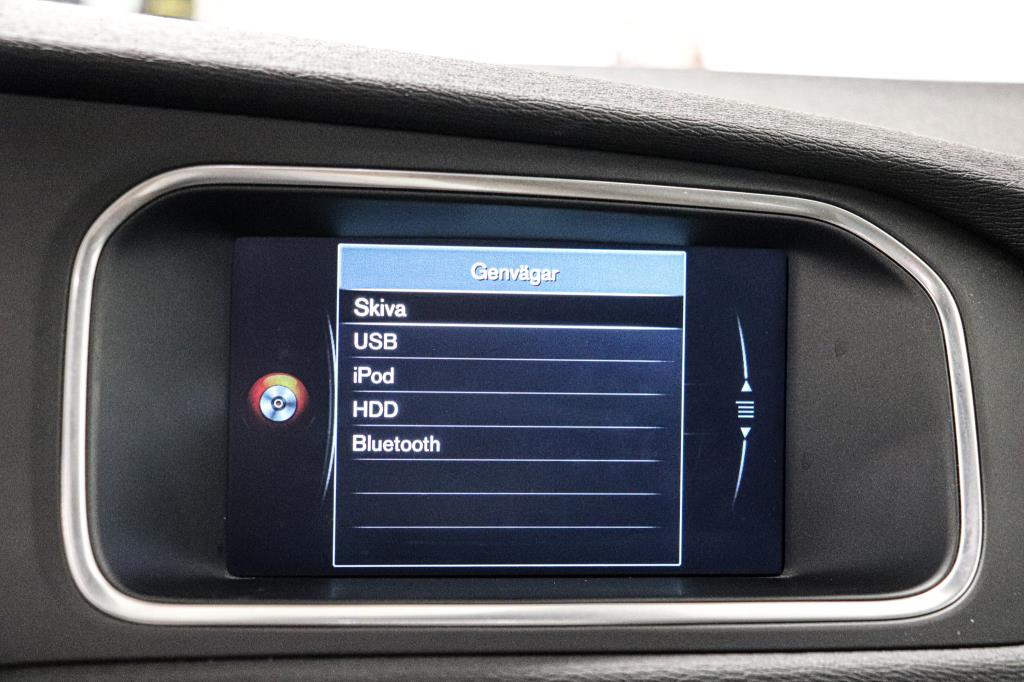 Genvägar
Skiva
USB
iPod
HDD
Bluetooth